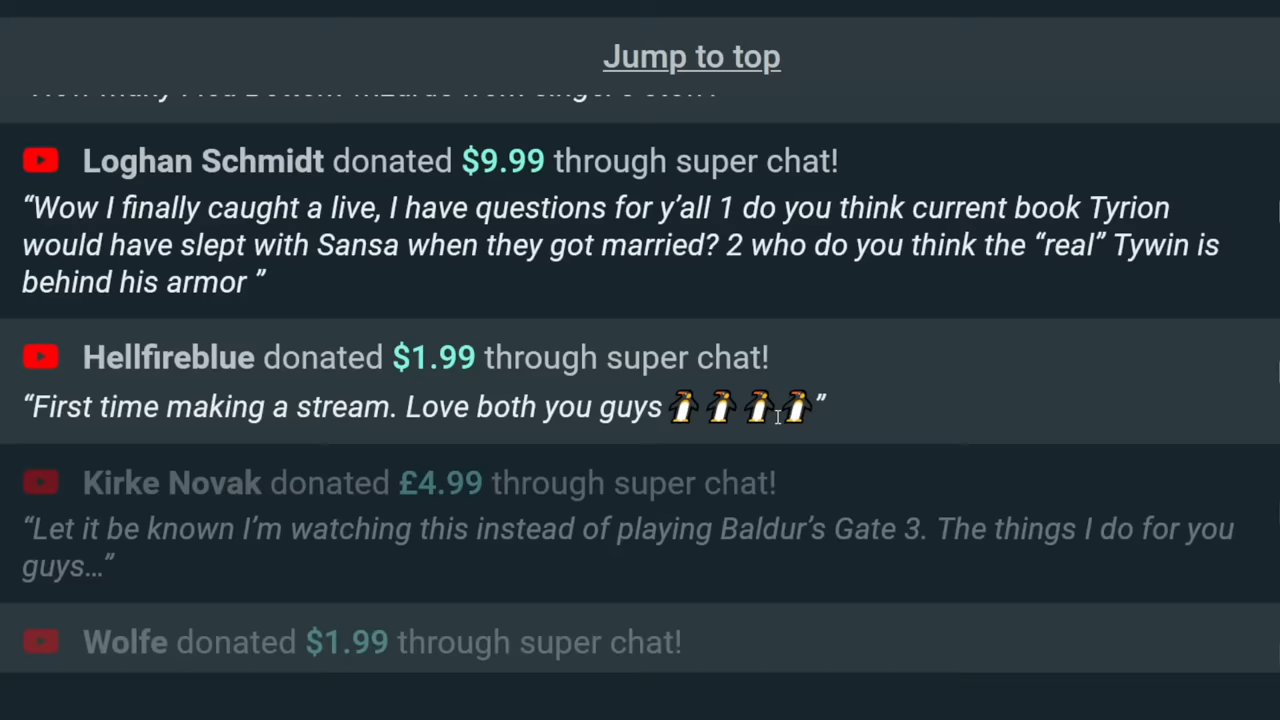 Jump to top
Loghan Schmidt donated $9.99 through super chat!
“Wow I finally caught a live, I have questions for y’all 1 do you think current book Tyrion
would have slept with Sansa when they got married? 2 who do you think the “real” Tywin is
behind his armor ”
Hellfireblue donated $1.99 through super chat!
“First time making a stream. Love both you guys🐧🐧🐧🐧”
Kirke Novak donated £4.99 through super chat!
“Let it be known I’m watching this instead of playing Baldur’s Gate 3. The things I do for you
guys…”
Wolfe donated $1.99 through super chat!